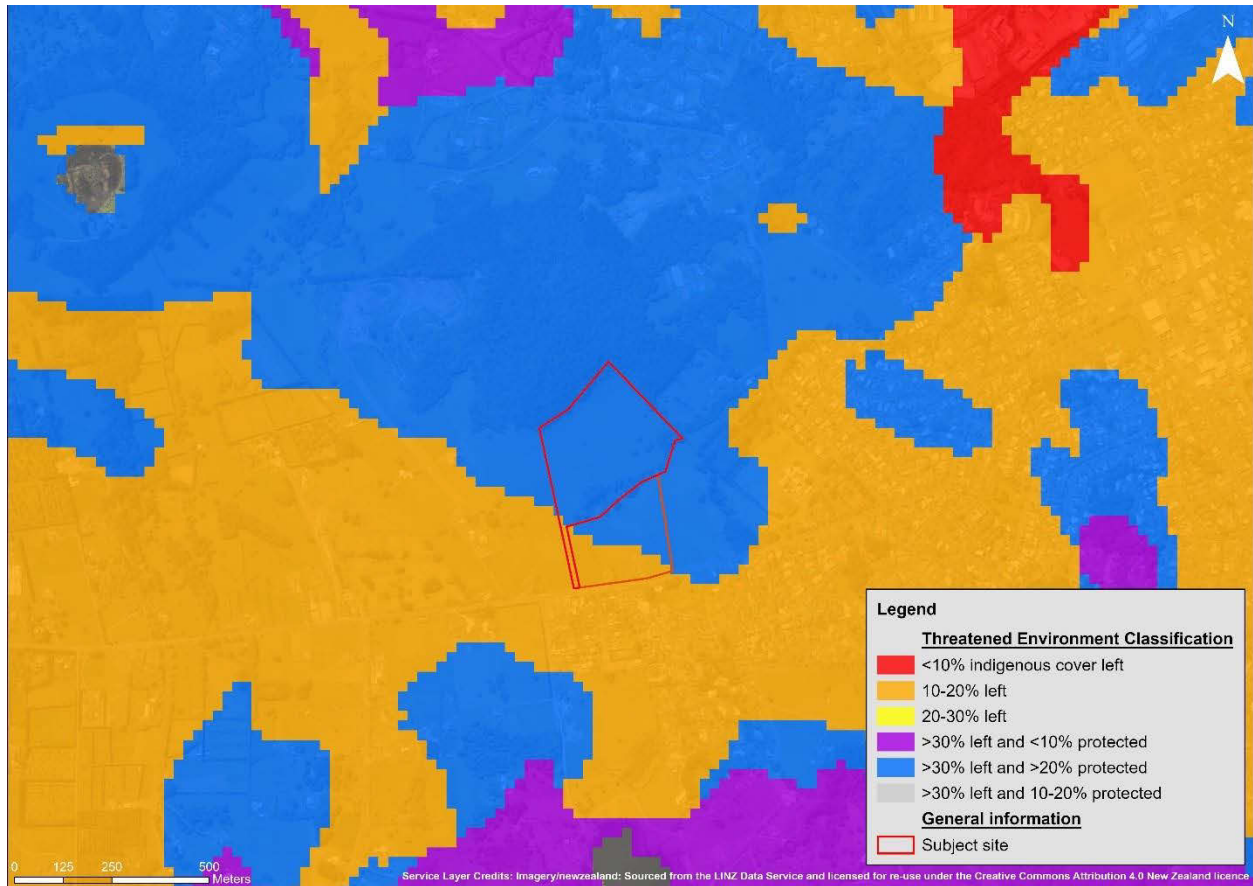 N
Legend
Threatened Environment Classification
<10% indigenous cover left
10-20% left
20-30% left
>30% left and <10% protected
>30% left and >20% protected
>30% left and 10-20% protected
General information
Subject site
0 125 250 500
Meters
Service Layer Credits: Imagery/newzealand: Sourced from the LINZ Data Service and licensed for re-use under the Creative Commons Attribution 4.0 New Zealand licence